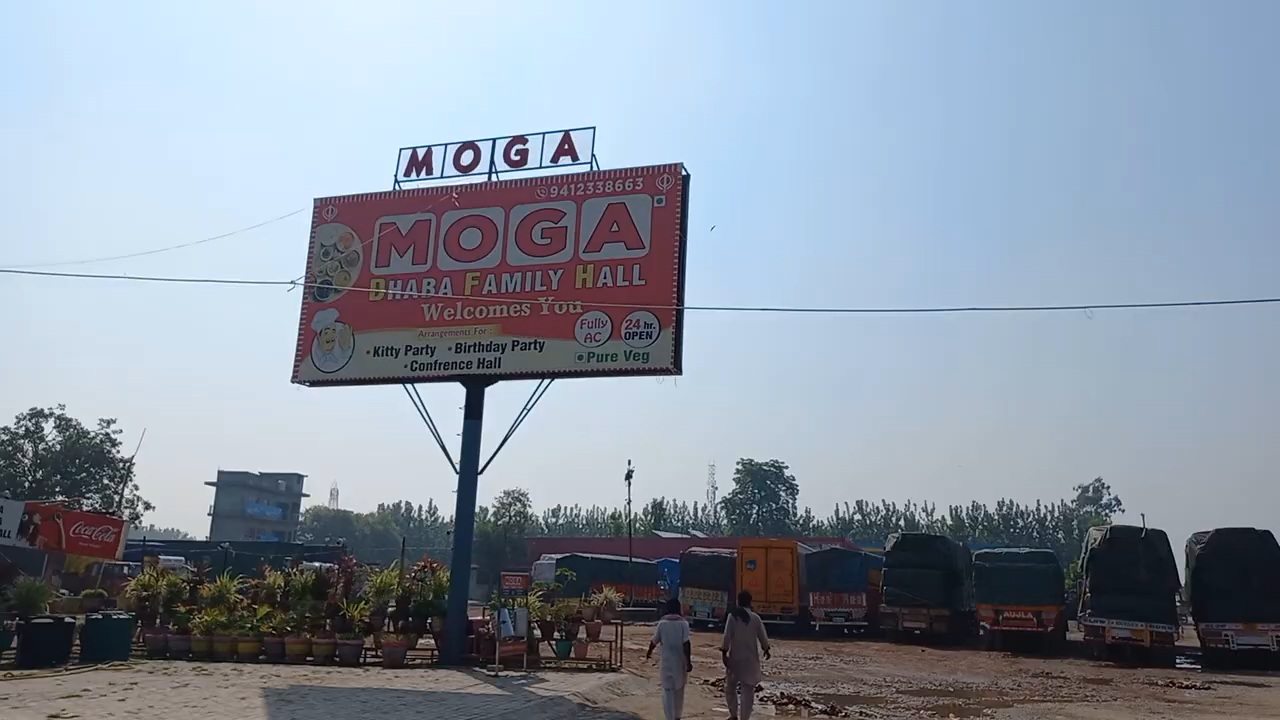 MOGA
9412338663
MOGA
DHABA FAMILY HALL
Welcomes You
Arrangements For :
• Kitty Party • Birthday Party
• Confrence Hall
Fully AC
24 hr. OPEN
Pure Veg
Coca-Cola
AUJLA